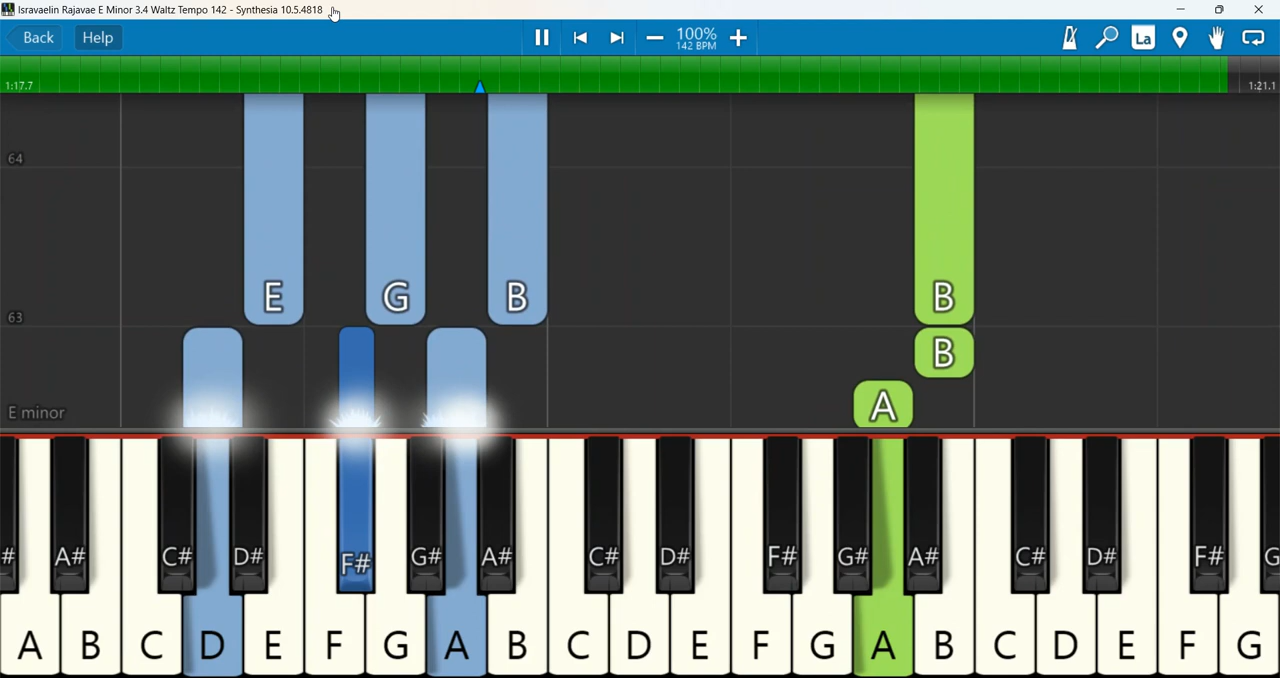 Isravaelin Rajavae E Minor 3.4 Waltz Tempo 142 - Synthesia 10.5.4818
Back Help 100% La
142 BPM
1:17.7 1:21.1
64
E G B B
63
B
E minor A
# A# C# D# F# G# A# C# D# F# G# A# C# D# F# G
A B C D E F G A B C D E F G A B C D E F G